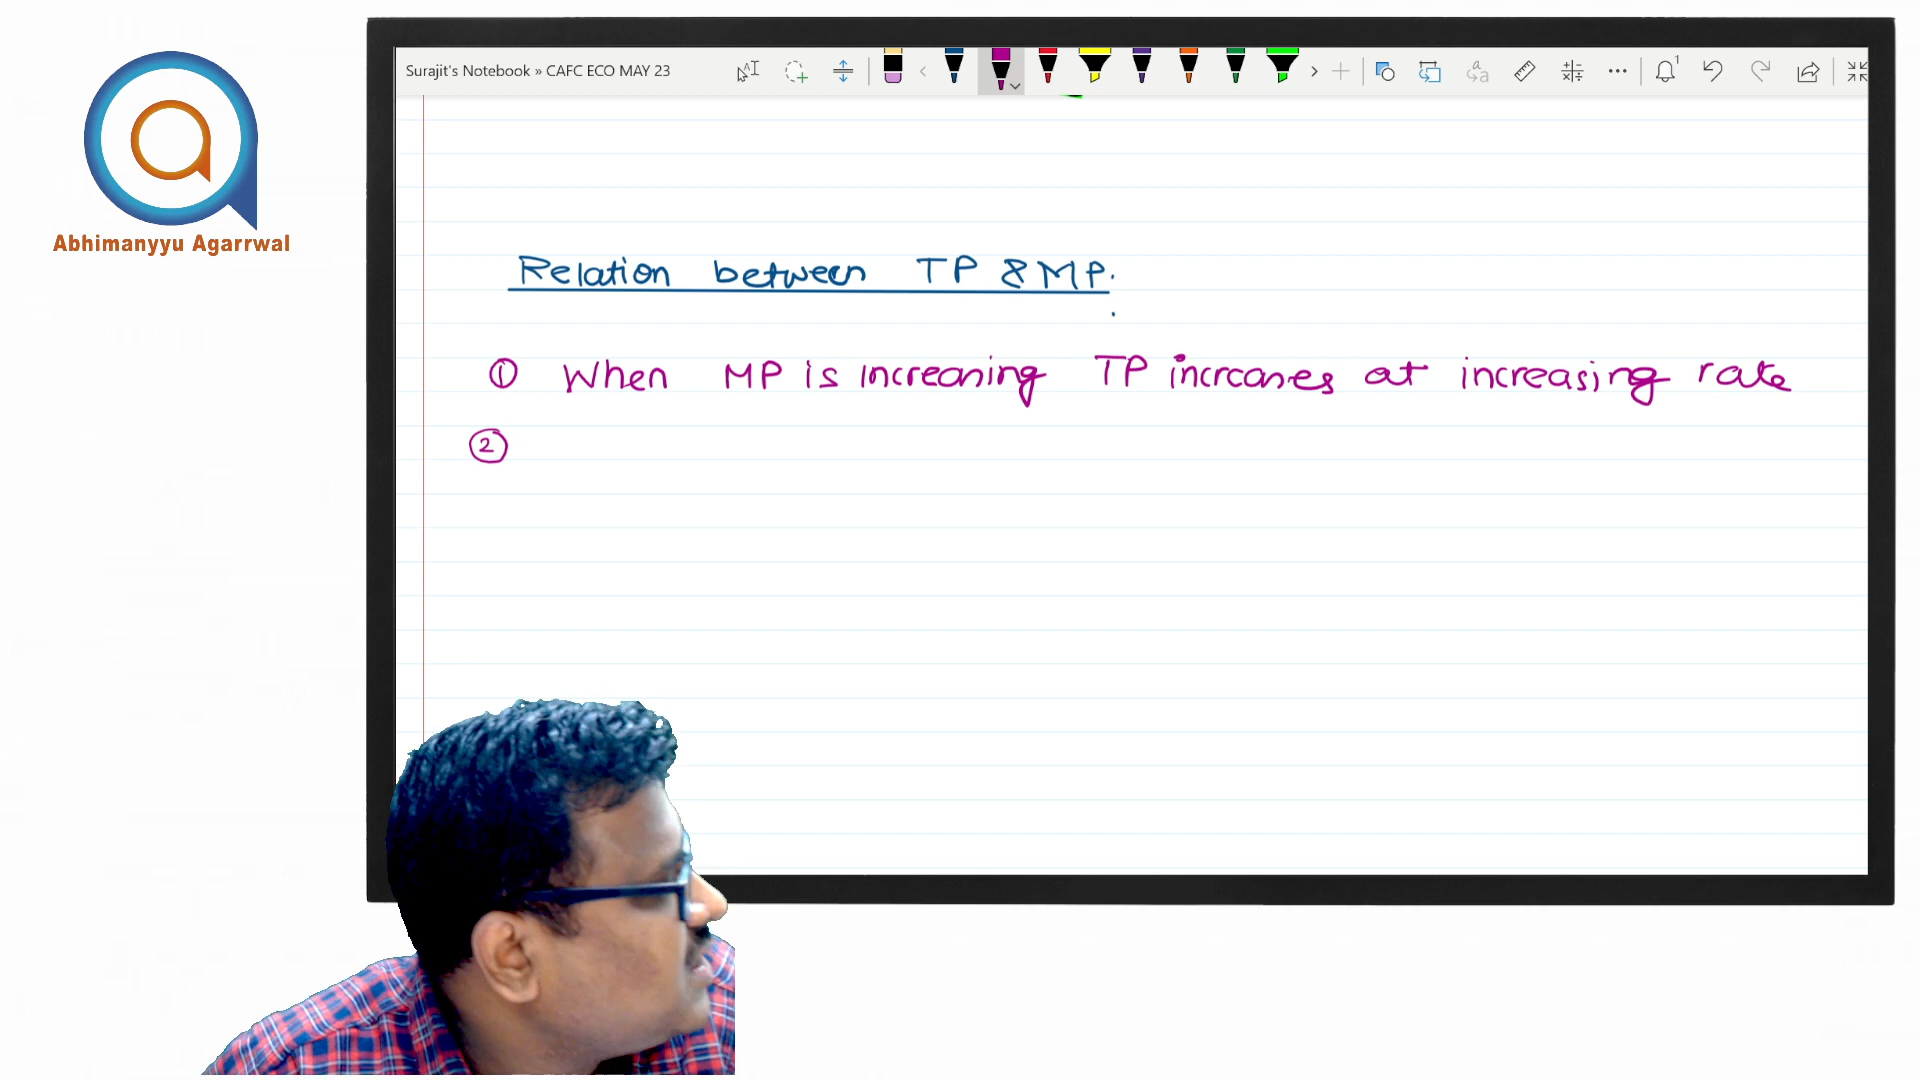 Surajit's Notebook » CAFC ECO MAY 23
Abhimanyyu Agarrwal
Relation between TP & MP.
① When MP is increasing TP increases at increasing rate
②